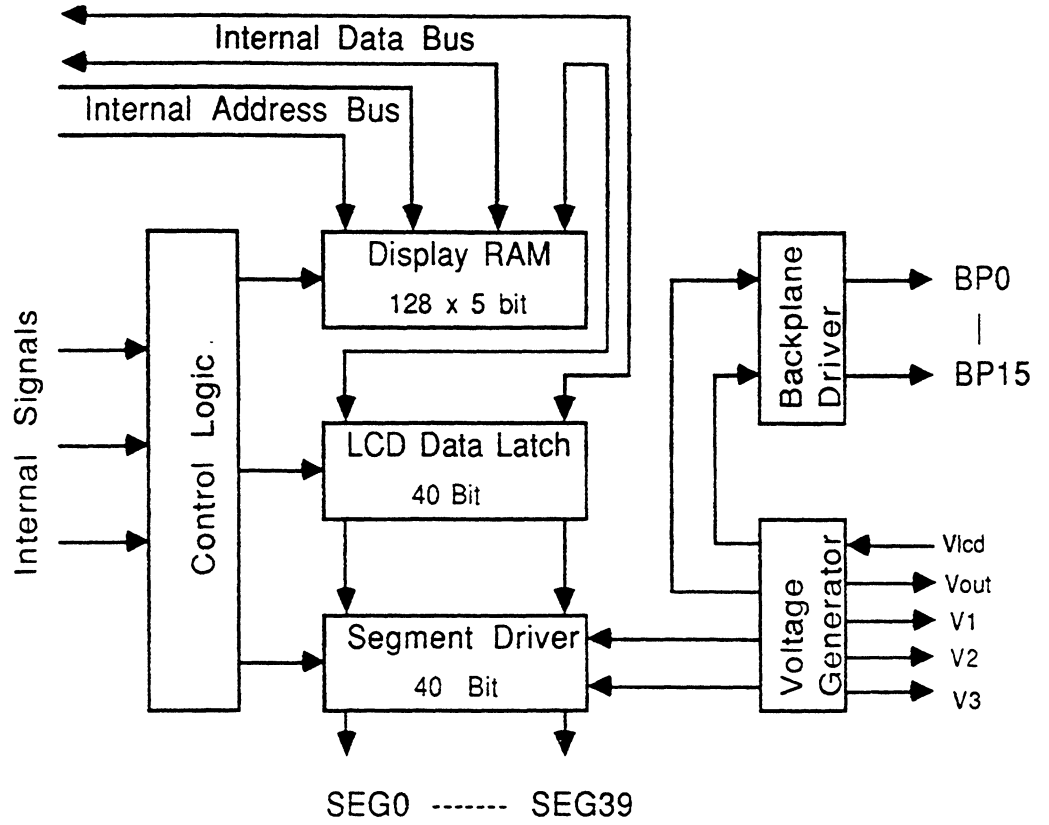 Internal Data Bus
Internal Address Bus
Display RAM
128 x 5 bit
Internal Signals
Control Logic
LCD Data Latch
40 Bit
Segment Driver
40 Bit
SEG0 ------- SEG39
Backplane
Driver
BP0
|
BP15
Voltage
Generator
Vlcd
Vout
V1
V2
V3